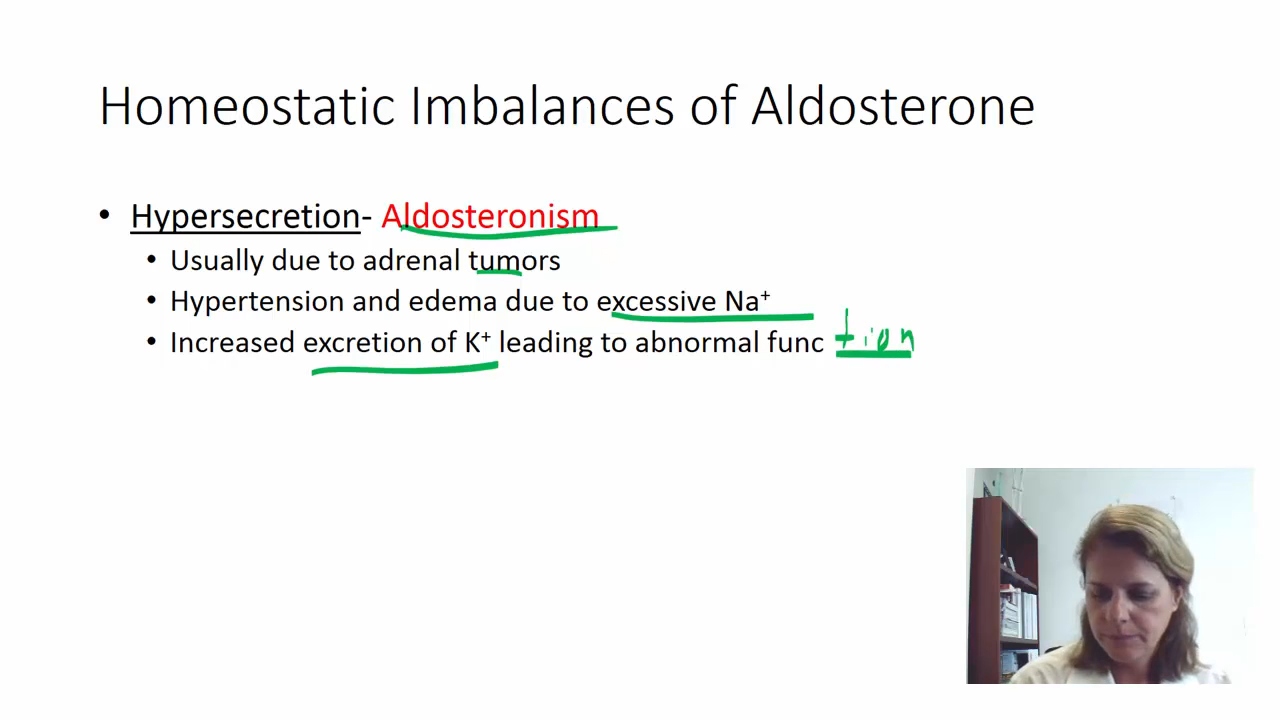 Homeostatic Imbalances of Aldosterone
• Hypersecretion- Aldosteronism
• Usually due to adrenal tumors
• Hypertension and edema due to excessive Na⁺
• Increased excretion of K⁺ leading to abnormal func tion